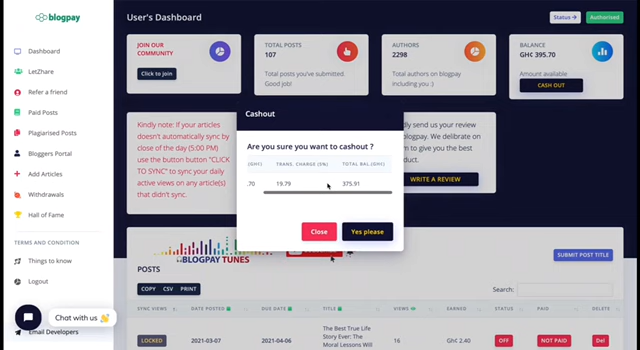 blogpay
Dashboard
LetZhare
Refer a friend
Paid Posts
Plagiarised Posts
Bloggers Portal
Add Articles
Withdrawals
Hall of Fame
TERMS AND CONDITION
Things to know
Logout
Chat with us 👋
Email Developers
User's Dashboard
Status
Authorised
JOIN OUR
COMMUNITY
Click to join
TOTAL POSTS
107
Total posts you've submitted.
Good job!
AUTHORS
2298
Total authors on blogpay
including you :)
BALANCE
GH¢ 395.70
Amount available
CASH OUT
Kindly note: If your articles
doesn't automatically sync by
close of the day (5:00 PM)
use the button button "CLICK
TO SYNC" to sync your daily
active views on any article(s)
that didn't sync.
Cashout
Are you sure you want to cashout ?
(GH¢)
TRANS. CHARGE (5%)
TOTAL BAL (GH¢)
.70
19.79
375.91
Close
Yes please
dly send us your review
blogpay. We delibrate on
m to give you the best
duct.
WRITE A REVIEW
BLOGPAY TUNES
SUBMIT POST TITLE
POSTS
COPY
CSV
PRINT
Search:
SYNC VIEWS
DATE POSTED
DUE DATE
TITLE
VIEWS
EARNED
STATUS
PAID
DELETE
LOCKED
2021-03-07
2021-04-06
The Best True Life
Story Ever: The
Moral Lessons Will
16
GH¢ 2.40
OFF
NOT PAID
Del